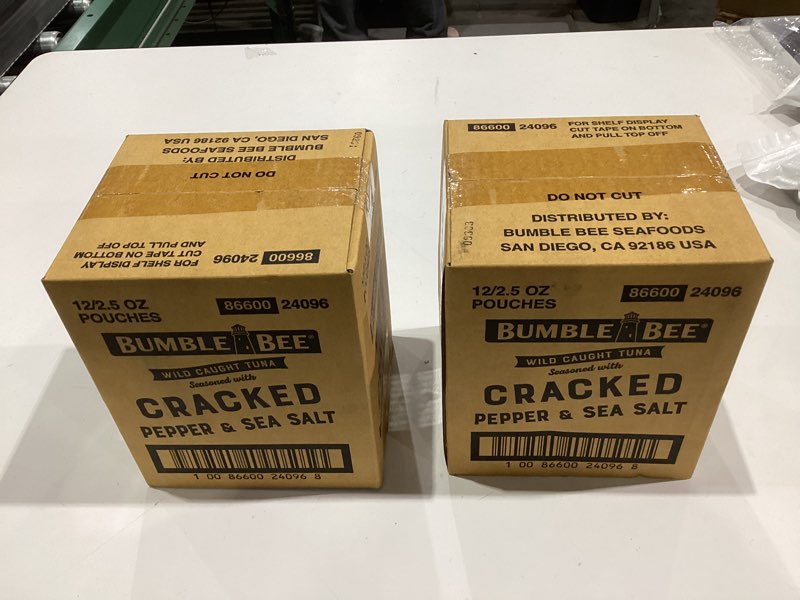 SAN DIEGO, CA 92186 USA
BUMBLE BEE SEAFOODS
DISTRIBUTED BY:
DO NOT CUT
FOR SHELF DISPLAY
CUT TAPE ON BOTTOM
AND PULL TOP OFF
86600 24096
12/2.5 OZ
POUCHES
86600 24096
BUMBLE BEE®
WILD CAUGHT TUNA
Seasoned with
CRACKED
PEPPER & SEA SALT
1 00 86600 24096 8
86600 24096
FOR SHELF DISPLAY
CUT TAPE ON BOTTOM
AND PULL TOP OFF
DO NOT CUT
DISTRIBUTED BY:
BUMBLE BEE SEAFOODS
SAN DIEGO, CA 92186 USA
12/2.5 OZ
POUCHES
86600 24096
BUMBLE BEE®
WILD CAUGHT TUNA
Seasoned with
CRACKED
PEPPER & SEA SALT
1 00 86600 24096 8